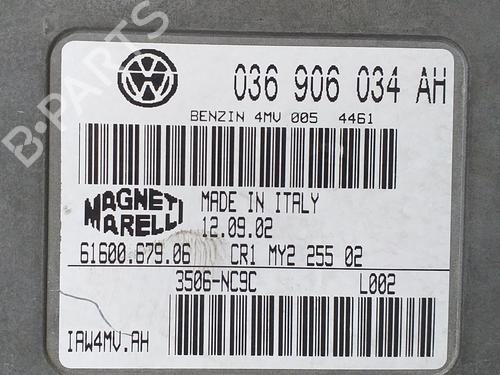 036 906 034 AH
BENZIN 4MV 005 4461
MAGNETI MARELLI
MADE IN ITALY
12.09.02
61600.679.06 CR1 MY2 255 02
3506-NC9C L002
IAW4MV.AH
B-PARTS